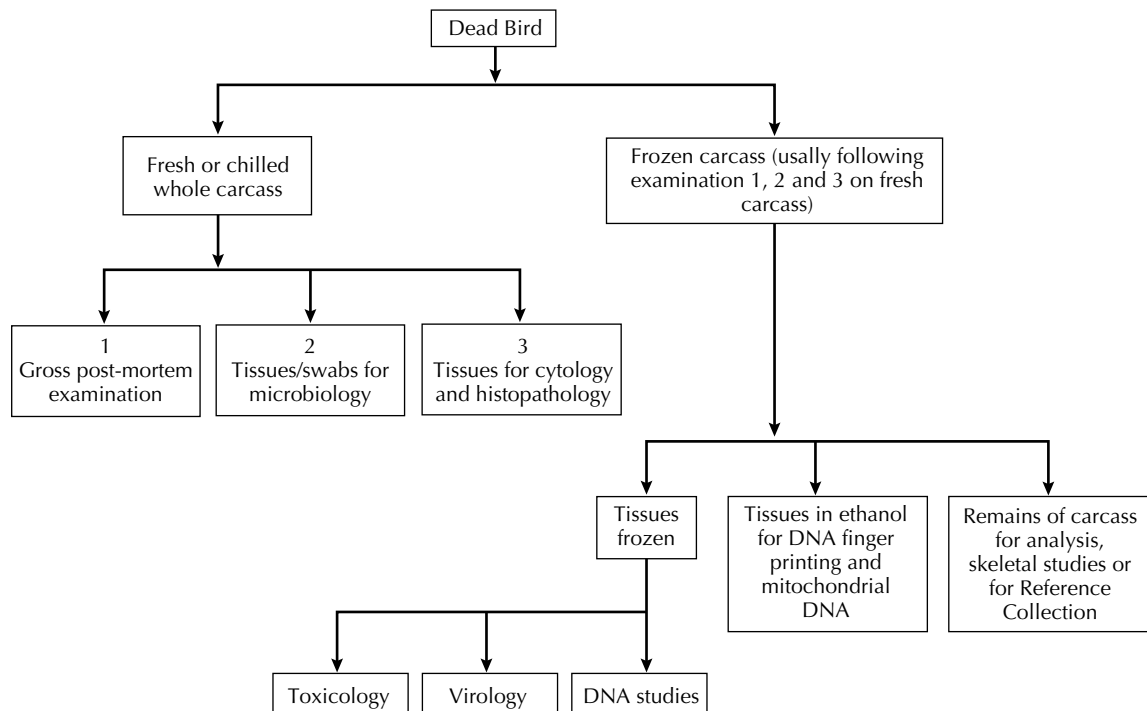 Dead Bird
Fresh or chilled
whole carcass
Frozen carcass (usally following
examination 1, 2 and 3 on fresh
carcass)
1
Gross post-mortem
examination
2
Tissues/swabs for
microbiology
3
Tissues for cytology
and histopathology
Tissues
frozen
Tissues in ethanol
for DNA finger
printing and
mitochondrial
DNA
Remains of carcass
for analysis,
skeletal studies or
for Reference
Collection
Toxicology
Virology
DNA studies